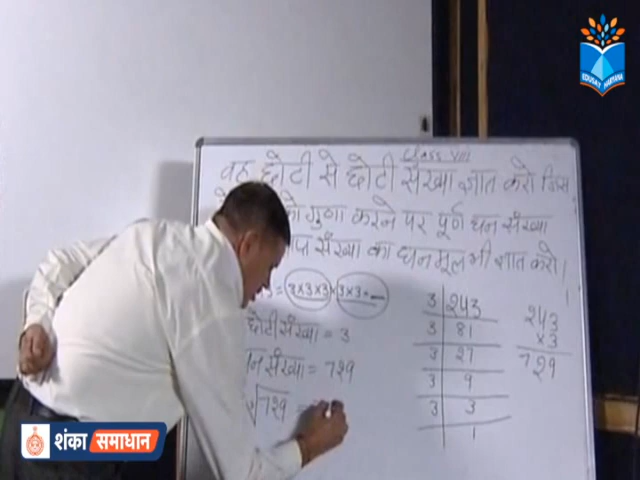 EDUSAT HARYANA
Class VIII
वह छोटी से छोटी संख्या ज्ञात करो जिस
को गुणा करने पर पूर्ण घन संख्या
संख्या का घन मूल भी ज्ञात करो।
3×3×3×3×3×
छोटी संख्या = 3
संख्या = 729
∛729 =
3 243
3 81
3 27
3 9
3 3
1
243
×3
729
शंका समाधान